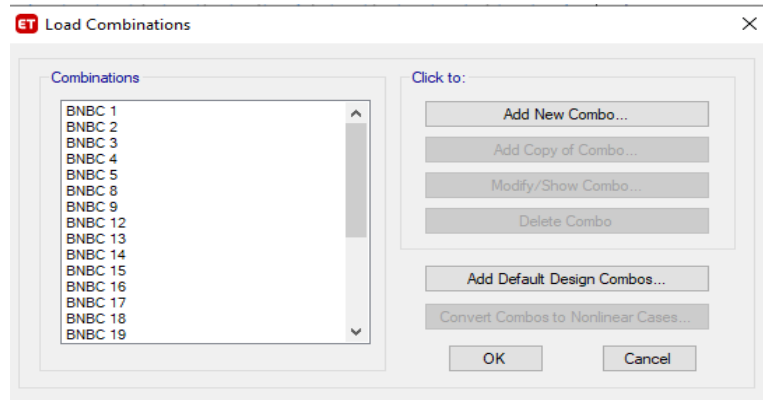 ET Load Combinations
Combinations
BNBC 1
BNBC 2
BNBC 3
BNBC 4
BNBC 5
BNBC 8
BNBC 9
BNBC 12
BNBC 13
BNBC 14
BNBC 15
BNBC 16
BNBC 17
BNBC 18
BNBC 19
Click to:
Add New Combo...
Add Copy of Combo...
Modify/Show Combo...
Delete Combo
Add Default Design Combos...
Convert Combos to Nonlinear Cases...
OK Cancel